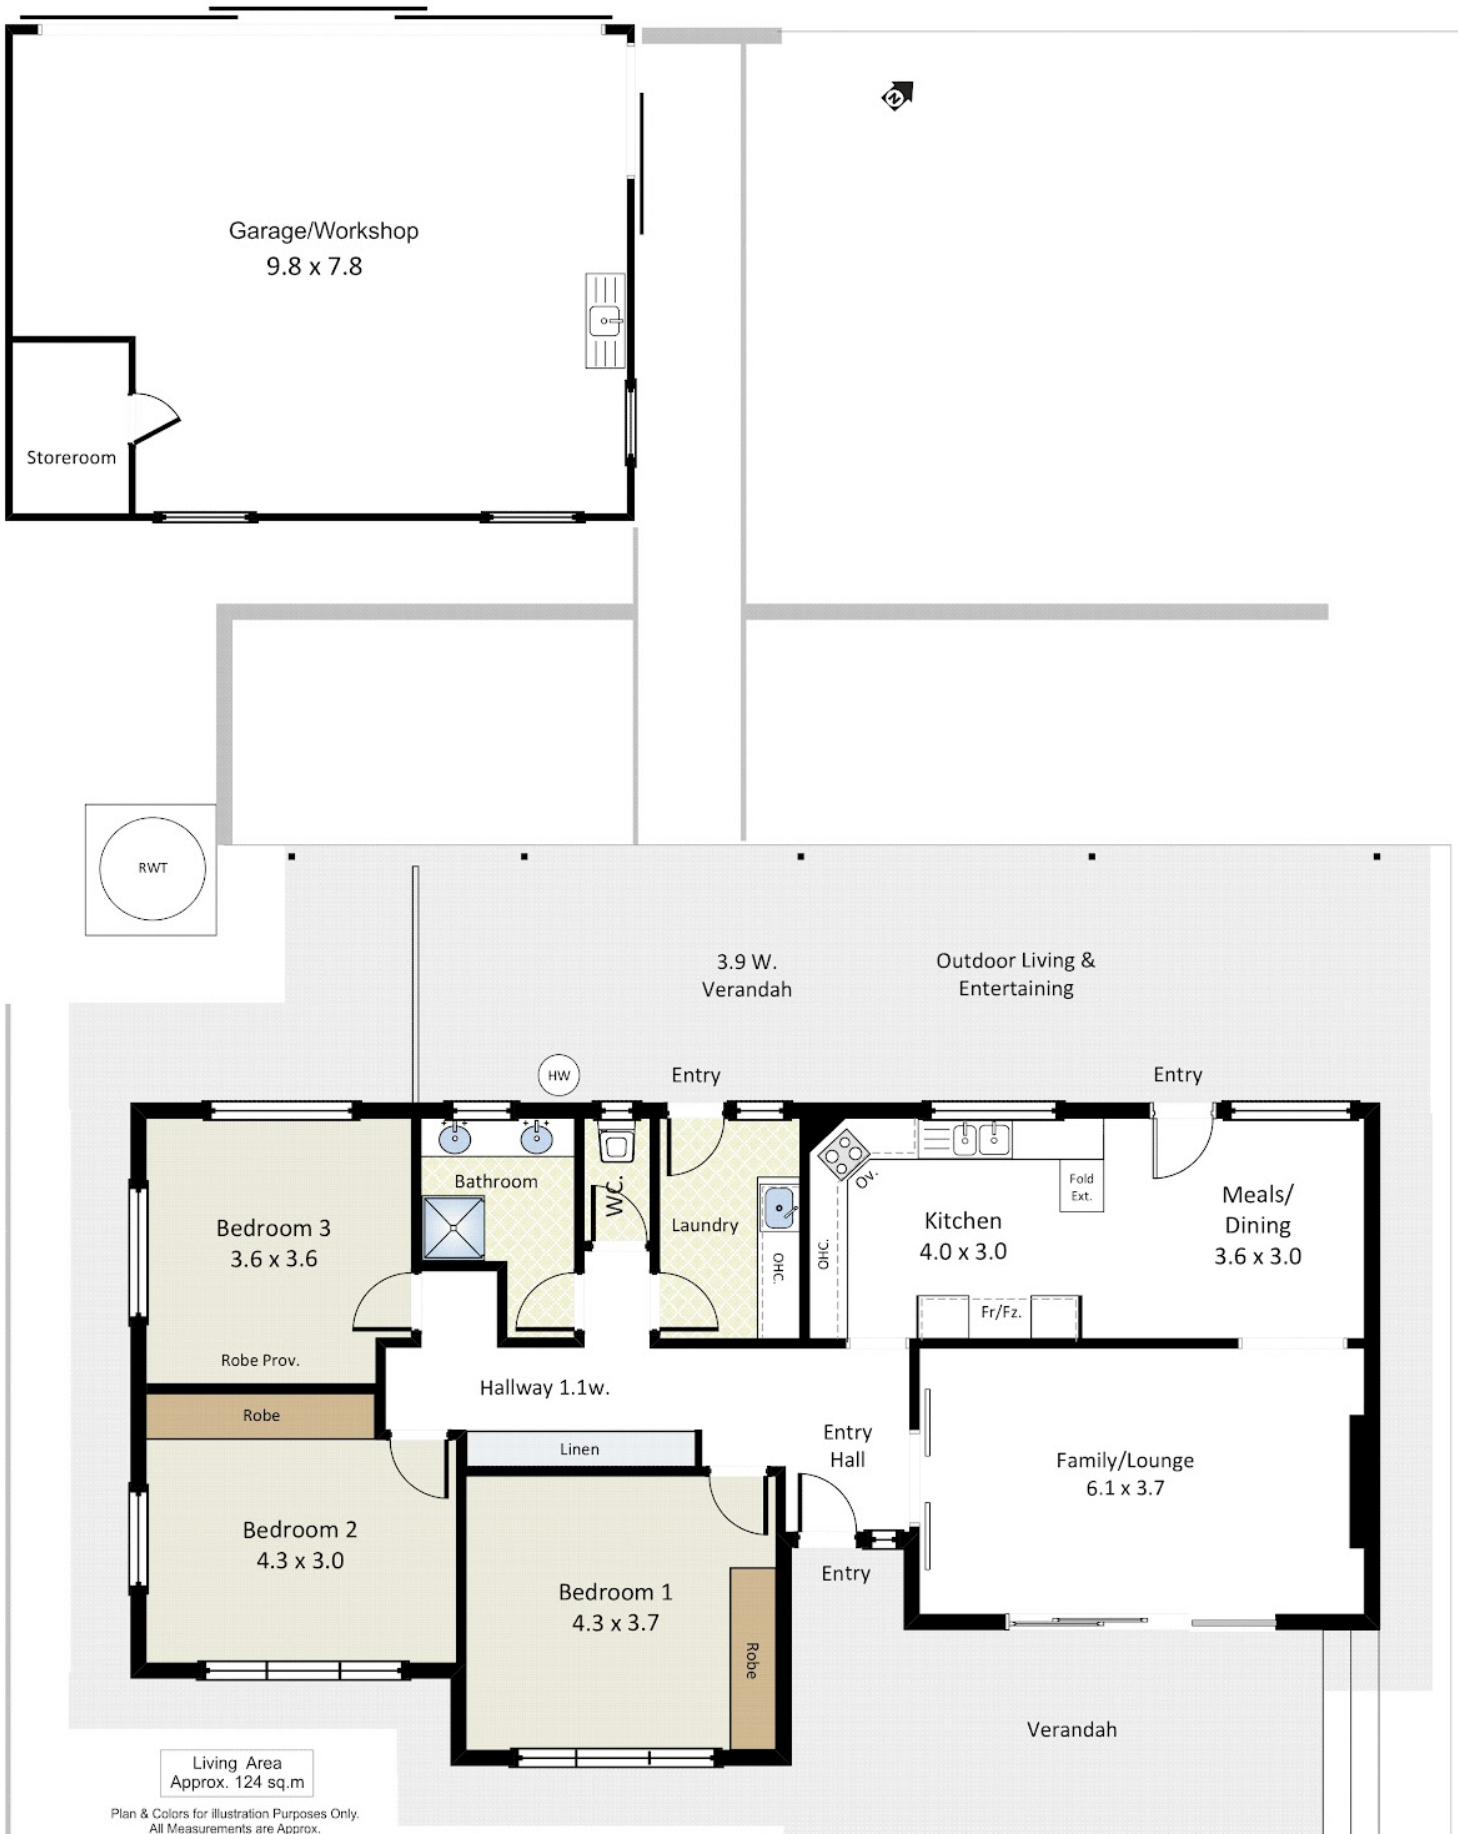 N
Garage/Workshop
9.8 x 7.8
Storeroom
RWT
3.9 W.
Verandah
Outdoor Living &
Entertaining
HW
Entry
Entry
Bathroom
WC.
Laundry
OHC.
OHC.
Ov.
Fold
Ext.
Kitchen
4.0 x 3.0
Fr/Fz.
Meals/
Dining
3.6 x 3.0
Bedroom 3
3.6 x 3.6
Robe Prov.
Robe
Hallway 1.1w.
Linen
Entry
Hall
Family/Lounge
6.1 x 3.7
Bedroom 2
4.3 x 3.0
Bedroom 1
4.3 x 3.7
Robe
Entry
Verandah
Living Area
Approx. 124 sq.m
Plan & Colors for illustration Purposes Only.
All Measurements are Approx.